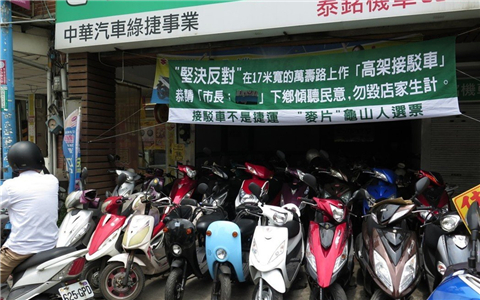 泰銘機車
中華汽車綠捷事業
"堅決反對"在17米寬的萬壽路上作「高架接駁車」
恭請「市長: 」下鄉傾聽民意,勿毀店家生計。
接駁車不是捷運 "麥片"龜山人選票
625-GPD